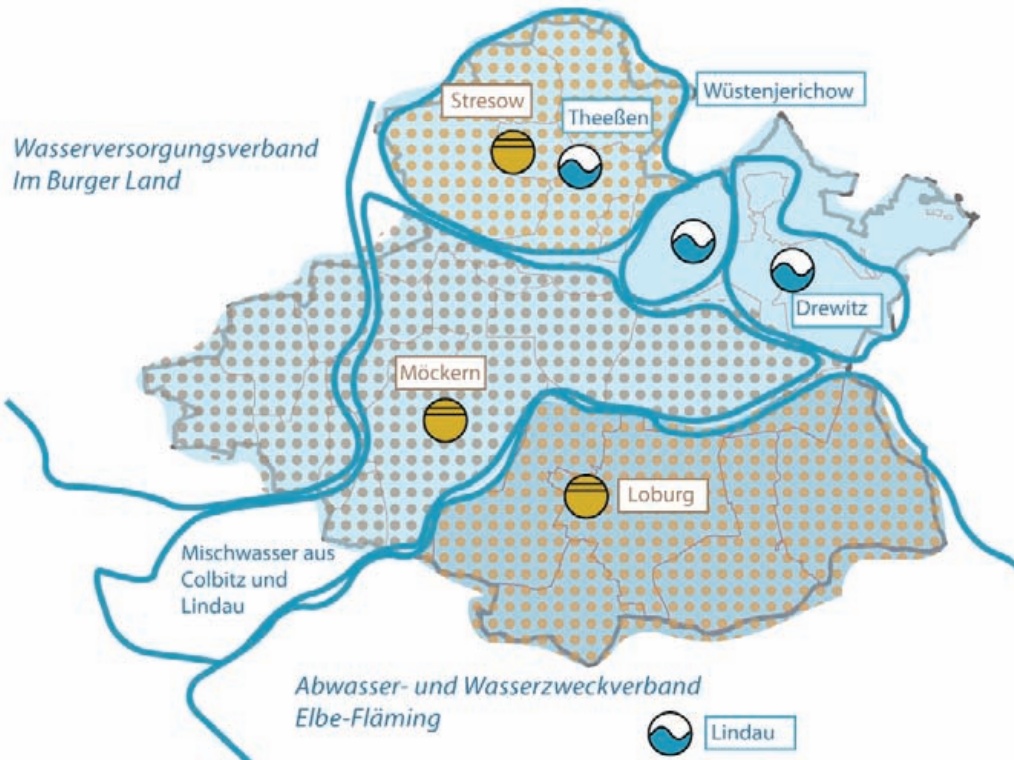 Wüstenjerichow
Stresow
Theeßen
Wasserversorgungsverband
Im Burger Land
Drewitz
Möckern
Loburg
Mischwasser aus
Colbitz und
Lindau
Abwasser- und Wasserzweckverband
Elbe-Fläming
Lindau